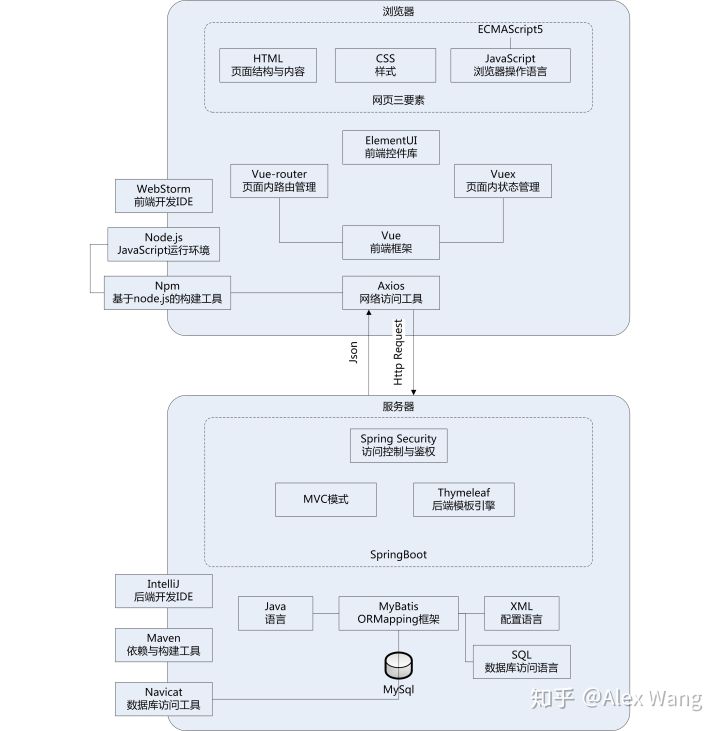 浏览器
ECMAScript5
HTML
页面结构与内容
CSS
样式
JavaScript
浏览器操作语言
网页三要素
ElementUI
前端控件库
Vue-router
页面内路由管理
Vuex
页面内状态管理
WebStorm
前端开发IDE
Node.js
JavaScript运行环境
Vue
前端框架
Npm
基于node.js的构建工具
Axios
网络访问工具
Json
Http Request
服务器
Spring Security
访问控制与鉴权
MVC模式
Thymeleaf
后端模板引擎
SpringBoot
IntelliJ
后端开发IDE
Java
语言
MyBatis
ORMapping框架
XML
配置语言
Maven
依赖与构建工具
SQL
数据库访问语言
MySql
Navicat
数据库访问工具
知乎 @Alex Wang